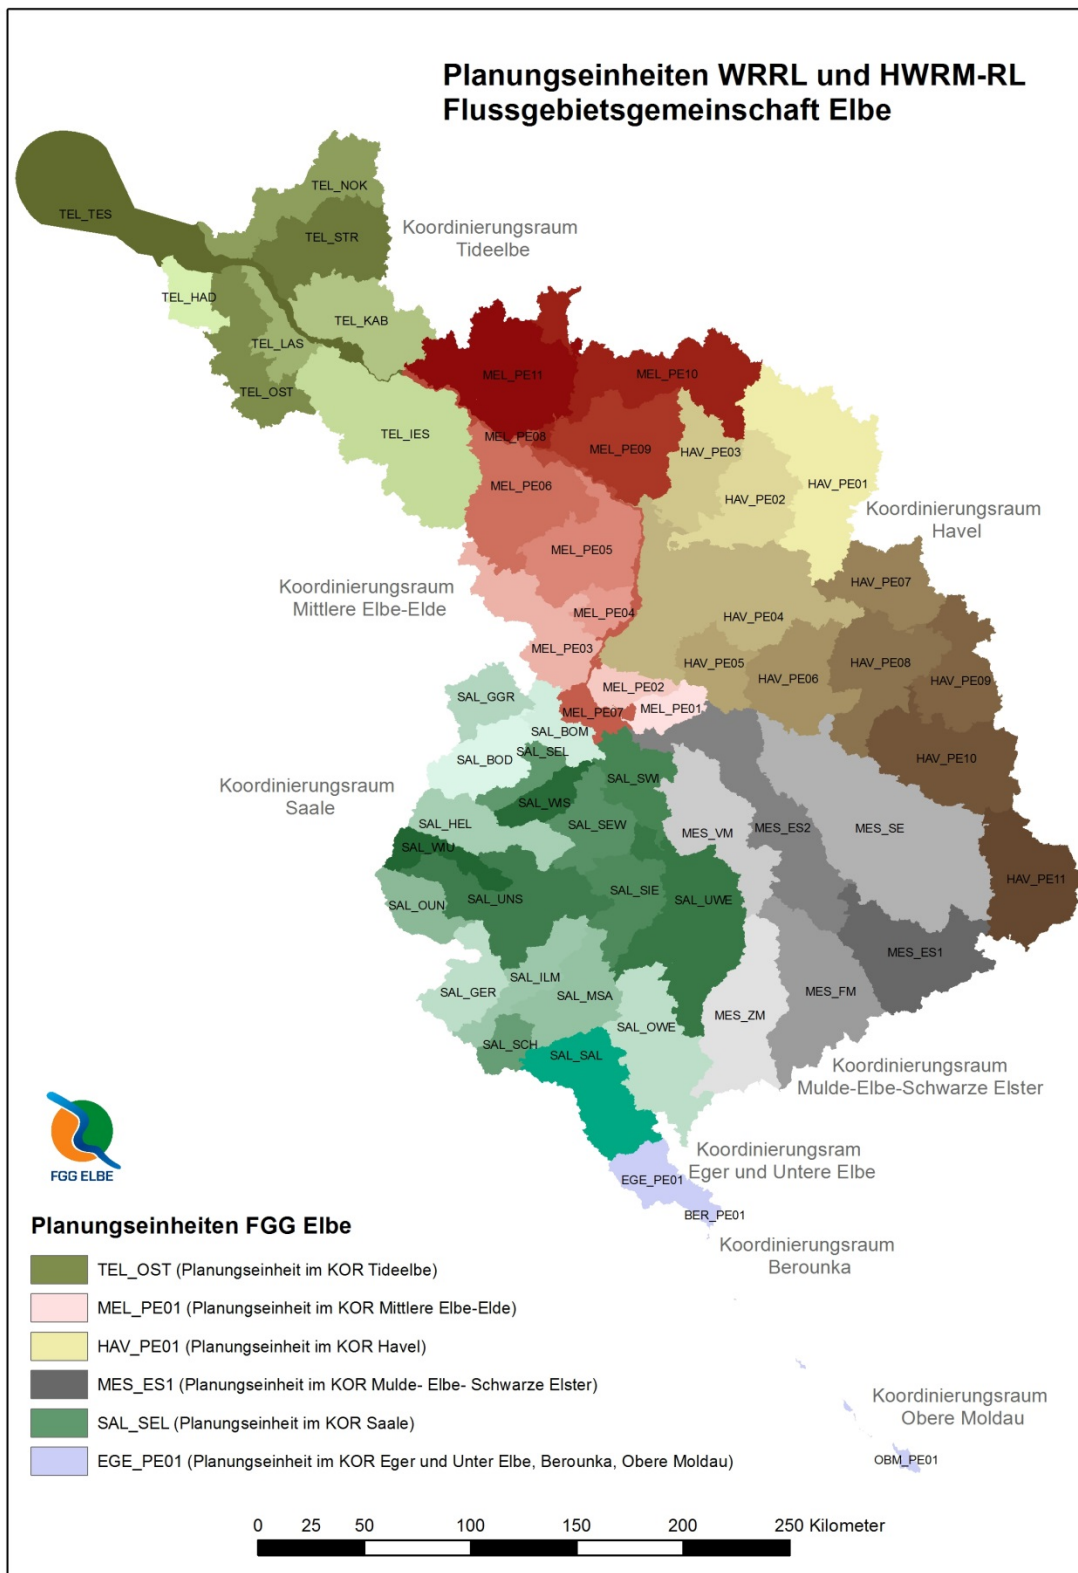 Planungseinheiten WRRL und HWRM-RL
Flussgebietsgemeinschaft Elbe
TEL_NOK
TEL_TES
TEL_STR
Koordinierungsraum
Tideelbe
TEL_HAD
TEL_KAB
TEL_LAS
TEL_OST
TEL_IES
MEL_PE11
MEL_PE10
MEL_PE08
MEL_PE09
HAV_PE03
MEL_PE06
HAV_PE02
HAV_PE01
Koordinierungsraum
Havel
MEL_PE05
HAV_PE07
Koordinierungsraum
Mittlere Elbe-Elde
MEL_PE04
HAV_PE04
MEL_PE03
HAV_PE05
HAV_PE08
HAV_PE06
HAV_PE09
MEL_PE02
SAL_GGR
MEL_PE07
MEL_PE01
SAL_BOM
SAL_SEL
SAL_BOD
HAV_PE10
Koordinierungsraum
Saale
SAL_SWI
SAL_WIS
SAL_HEL
SAL_SEW
MES_VM
MES_ES2
MES_SE
SAL_WIU
HAV_PE11
SAL_OUN
SAL_UNS
SAL_SIE
SAL_UWE
MES_ES1
SAL_ILM
SAL_GER
SAL_MSA
MES_FM
MES_ZM
SAL_OWE
SAL_SCH
SAL_SAL
Koordinierungsraum
Mulde-Elbe-Schwarze Elster
Koordinierungsram
Eger und Untere Elbe
EGE_PE01
BER_PE01
Koordinierungsraum
Berounka
FGG ELBE
Planungseinheiten FGG Elbe
TEL_OST (Planungseinheit im KOR Tideelbe)
MEL_PE01 (Planungseinheit im KOR Mittlere Elbe-Elde)
HAV_PE01 (Planungseinheit im KOR Havel)
MES_ES1 (Planungseinheit im KOR Mulde- Elbe- Schwarze Elster)
SAL_SEL (Planungseinheit im KOR Saale)
EGE_PE01 (Planungseinheit im KOR Eger und Unter Elbe, Berounka, Obere Moldau)
Koordinierungsraum
Obere Moldau
OBM_PE01
0 25 50 100 150 200 250 Kilometer